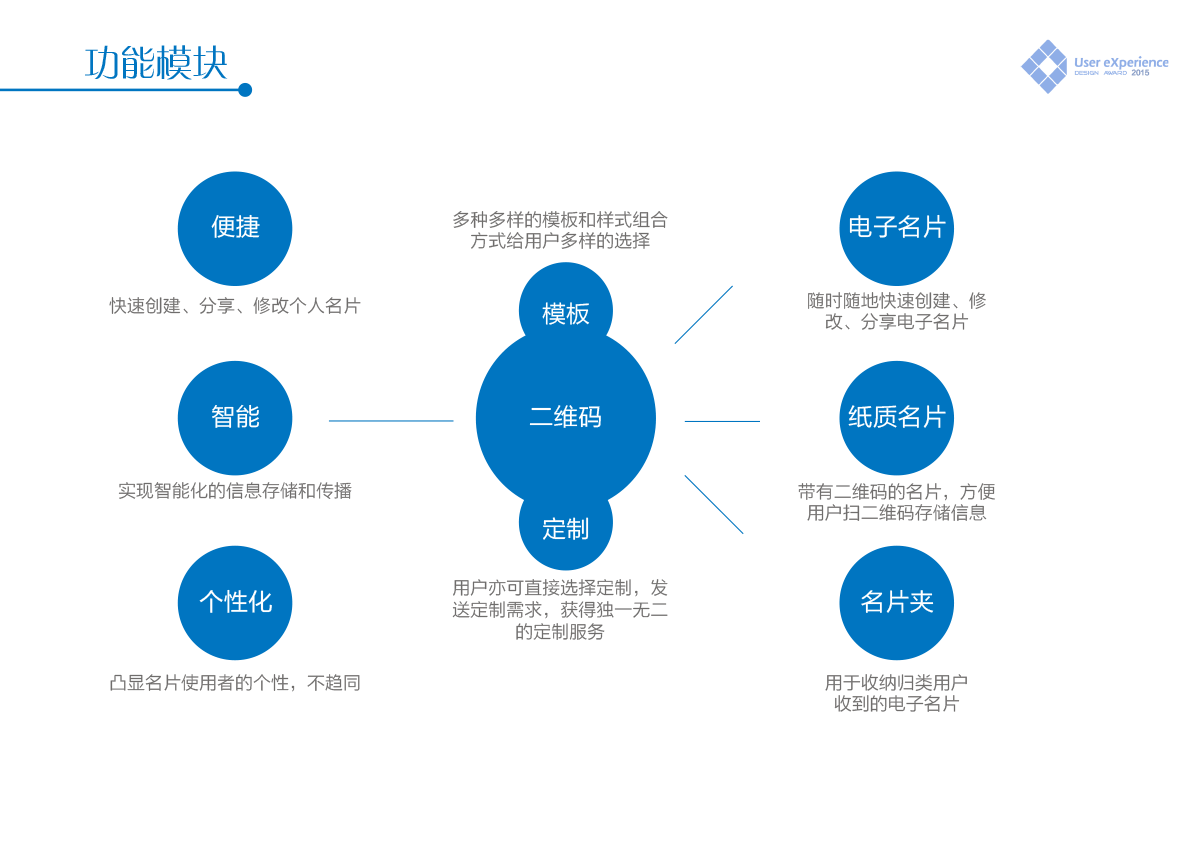 功能模块
User eXperience
DESIGN AWARD 2015
便捷
快速创建、分享、修改个人名片
智能
实现智能化的信息存储和传播
个性化
凸显名片使用者的个性，不趋同
多种多样的模板和样式组合
方式给用户多样的选择
模板
二维码
定制
用户亦可直接选择定制，发
送定制需求，获得独一无二
的定制服务
电子名片
随时随地快速创建、修
改、分享电子名片
纸质名片
带有二维码的名片，方便
用户扫二维码存储信息
名片夹
用于收纳归类用户
收到的电子名片